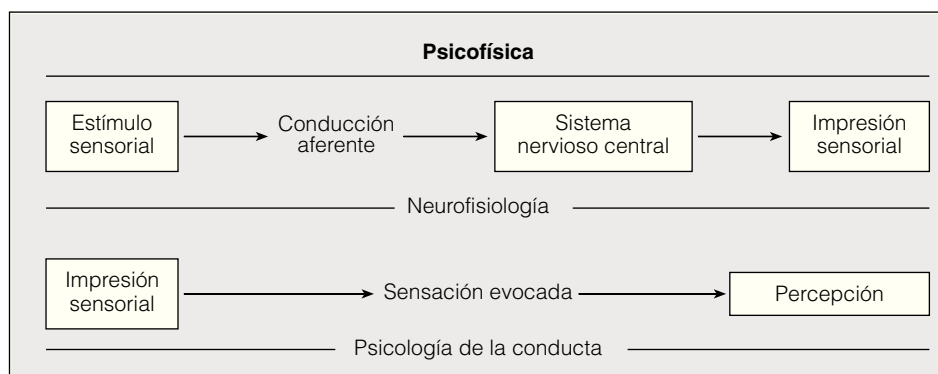 Psicofísica
Estímulo
sensorial
Conducción
aferente
Sistema
nervioso central
Impresión
sensorial
Neurofisiología
Impresión
sensorial
Sensación evocada
Percepción
Psicología de la conducta